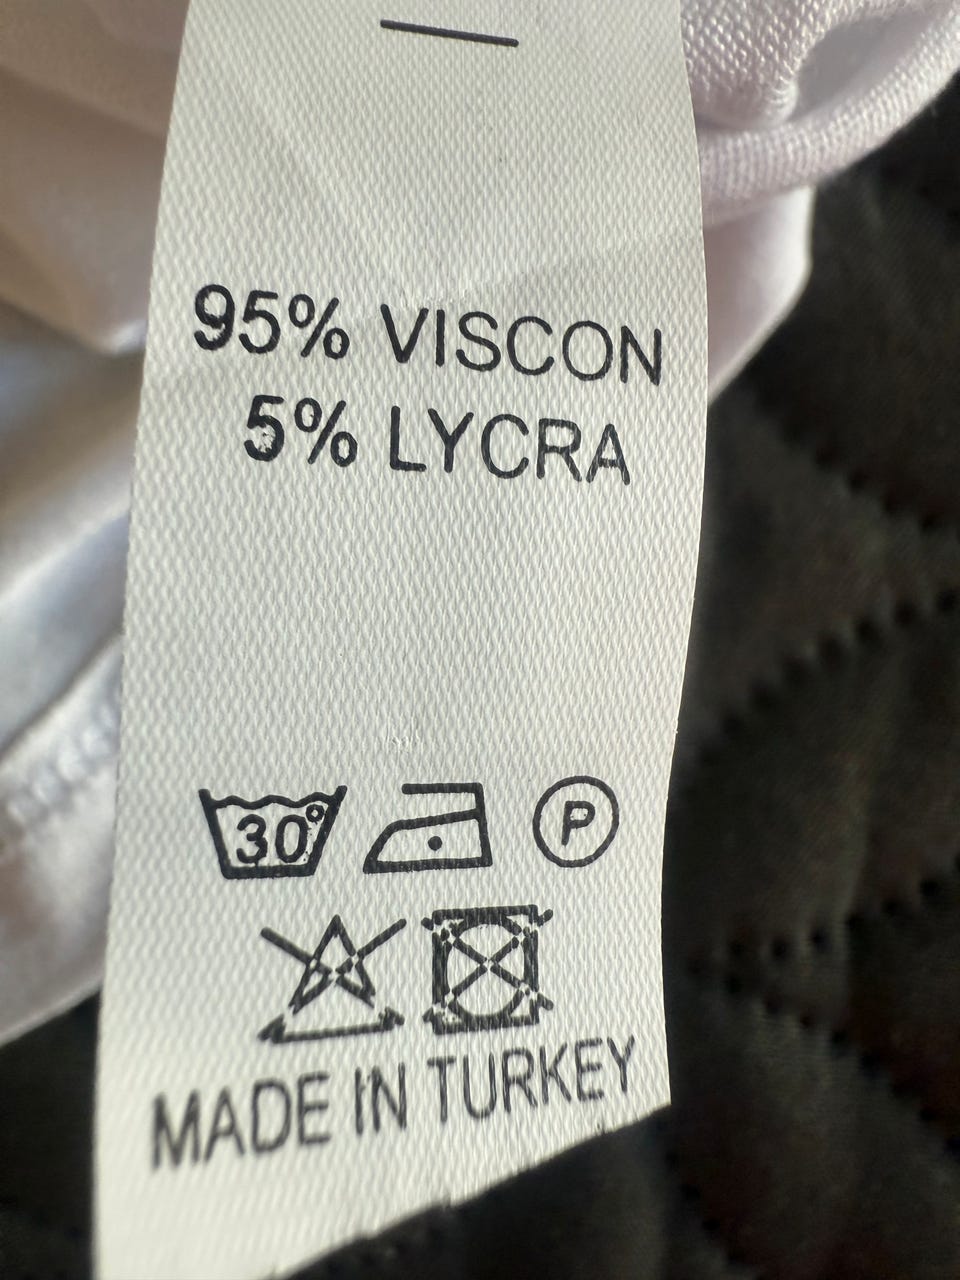 95% VISCON
5% LYCRA
30°
P
MADE IN TURKEY